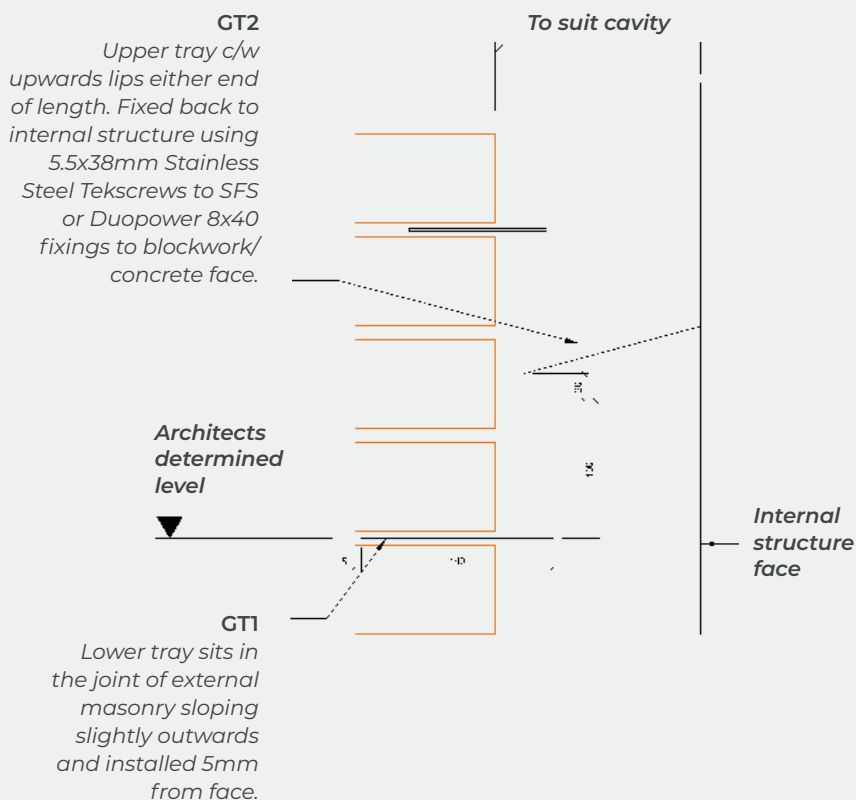 GT2
Upper tray c/w
upwards lips either end
of length. Fixed back to
internal structure using
5.5x38mm Stainless
Steel Tekscrews to SFS
or Duopower 8x40
fixings to blockwork/
concrete face.
To suit cavity
Architects
determined
level
Internal
structure
face
5
GT1
Lower tray sits in
the joint of external
masonry sloping
slightly outwards
and installed 5mm
from face.